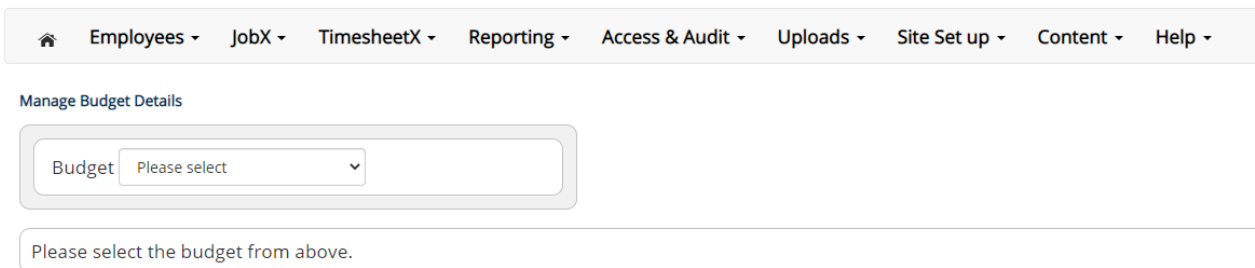 Employees JobX TimesheetX Reporting Access & Audit Uploads Site Set up Content Help
Manage Budget Details
Budget Please select
Please select the budget from above.